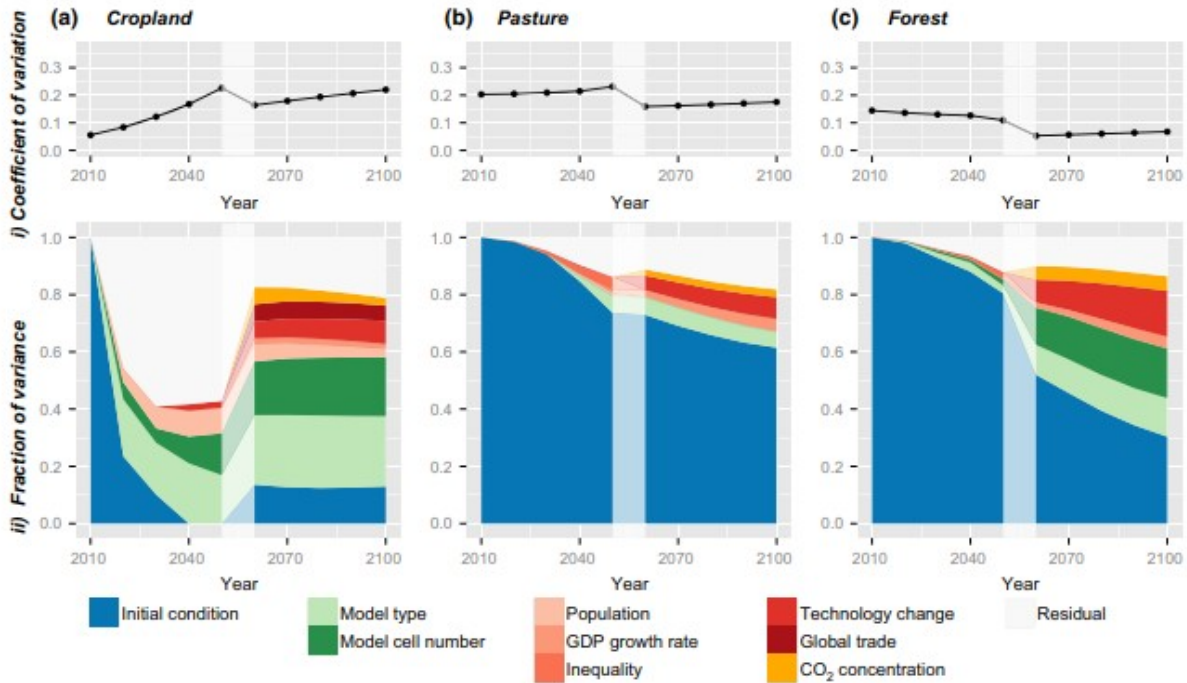 (a) Cropland (b) Pasture (c) Forest
i) Coefficient of variation
0.3 0.3 0.3
0.2 0.2 0.2
0.1 0.1 0.1
0.0 0.0 0.0
2010 2040 2070 2100 2010 2040 2070 2100 2010 2040 2070 2100
Year Year Year
ii) Fraction of variance
1.0 1.0 1.0
0.8 0.8 0.8
0.6 0.6 0.6
0.4 0.4 0.4
0.2 0.2 0.2
0.0 0.0 0.0
2010 2040 2070 2100 2010 2040 2070 2100 2010 2040 2070 2100
Year Year Year
Initial condition Model type Population Technology change Residual
Model cell number GDP growth rate Global trade
Inequality CO₂ concentration